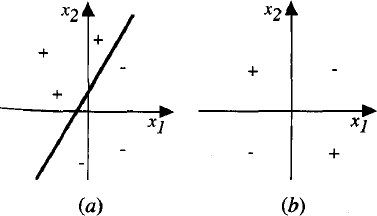 x2 x2
+ +
-
+ -
+
x1 x1
- - - +
(a) (b)